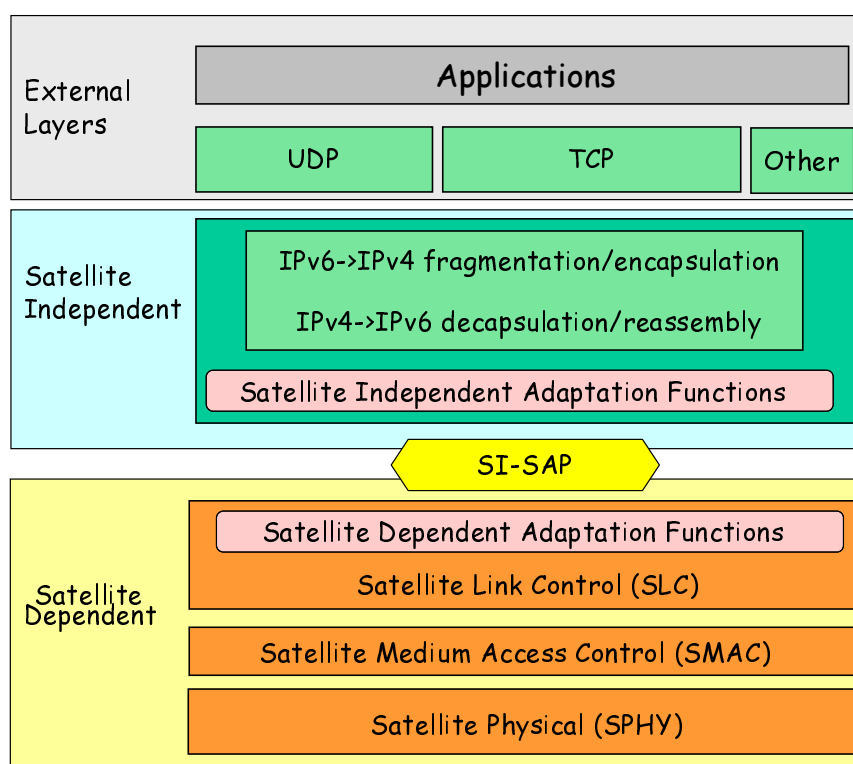 External
Layers
Applications
UDP
TCP
Other
Satellite
Independent
IPv6->IPv4 fragmentation/encapsulation
IPv4->IPv6 decapsulation/reassembly
Satellite Independent Adaptation Functions
SI-SAP
Satellite
Dependent
Satellite Dependent Adaptation Functions
Satellite Link Control (SLC)
Satellite Medium Access Control (SMAC)
Satellite Physical (SPHY)